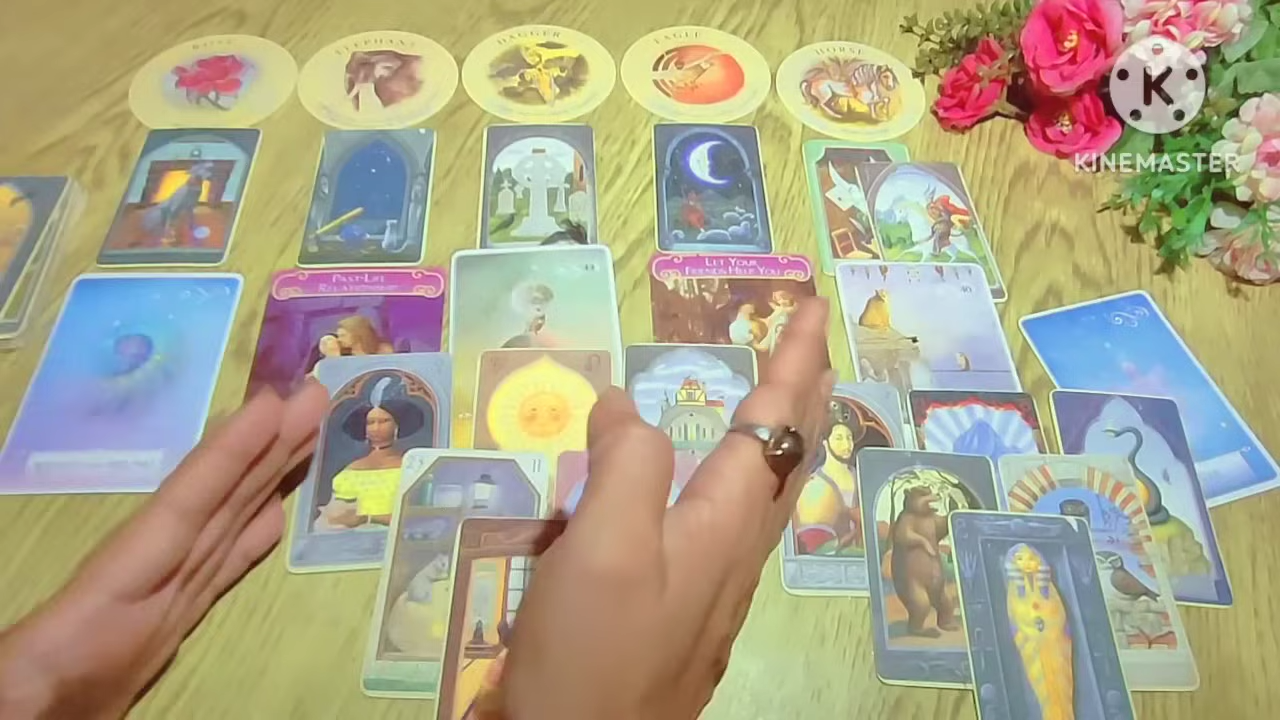 ROSE
ELEPHANT
DAGGER
EAGLE
HORSE
K
KINEMASTER
PAST-LIFE
RELATIONSHIP
LET YOUR
FRIENDS HELP YOU